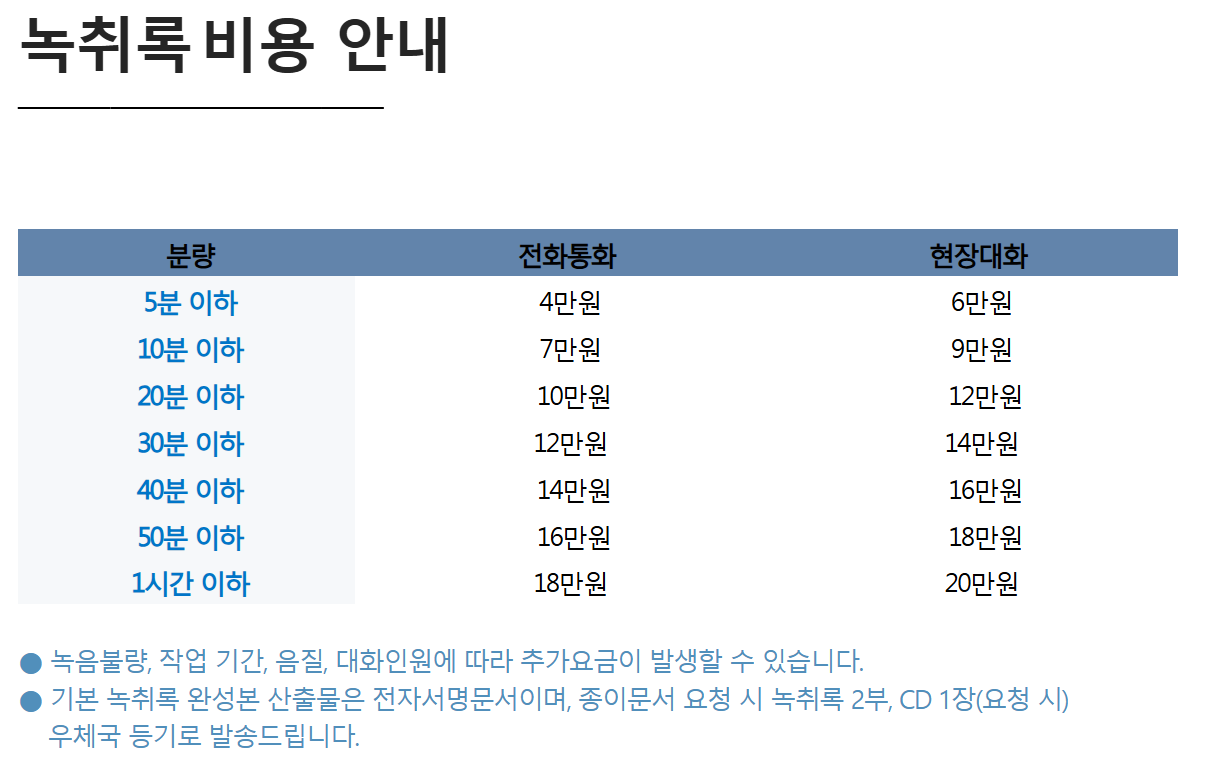 녹취록 비용 안내
분량 전화통화 현장대화
5분 이하 4만원 6만원
10분 이하 7만원 9만원
20분 이하 10만원 12만원
30분 이하 12만원 14만원
40분 이하 14만원 16만원
50분 이하 16만원 18만원
1시간 이하 18만원 20만원
● 녹음불량, 작업 기간, 음질, 대화인원에 따라 추가요금이 발생할 수 있습니다.
● 기본 녹취록 완성본 산출물은 전자서명문서이며, 종이문서 요청 시 녹취록 2부, CD 1장(요청 시)
우체국 등기로 발송드립니다.